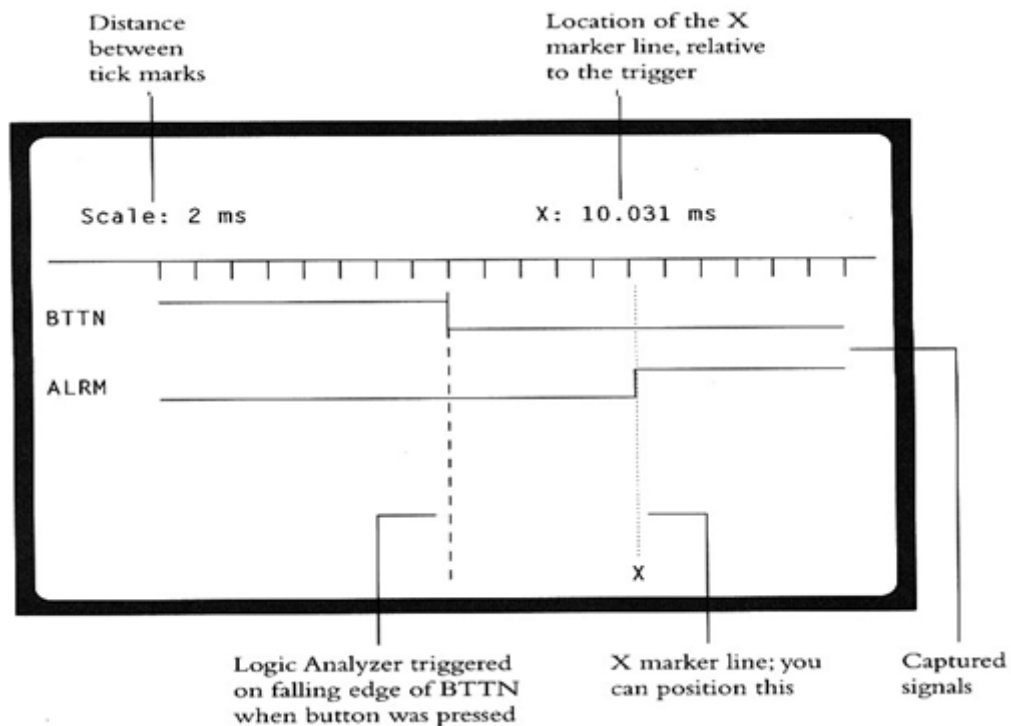 Distance
between
tick marks
Location of the X
marker line, relative
to the trigger
Scale: 2 ms
X: 10.031 ms
BTTN
ALRM
X
Logic Analyzer triggered
on falling edge of BTTN
when button was pressed
X marker line; you
can position this
Captured
signals